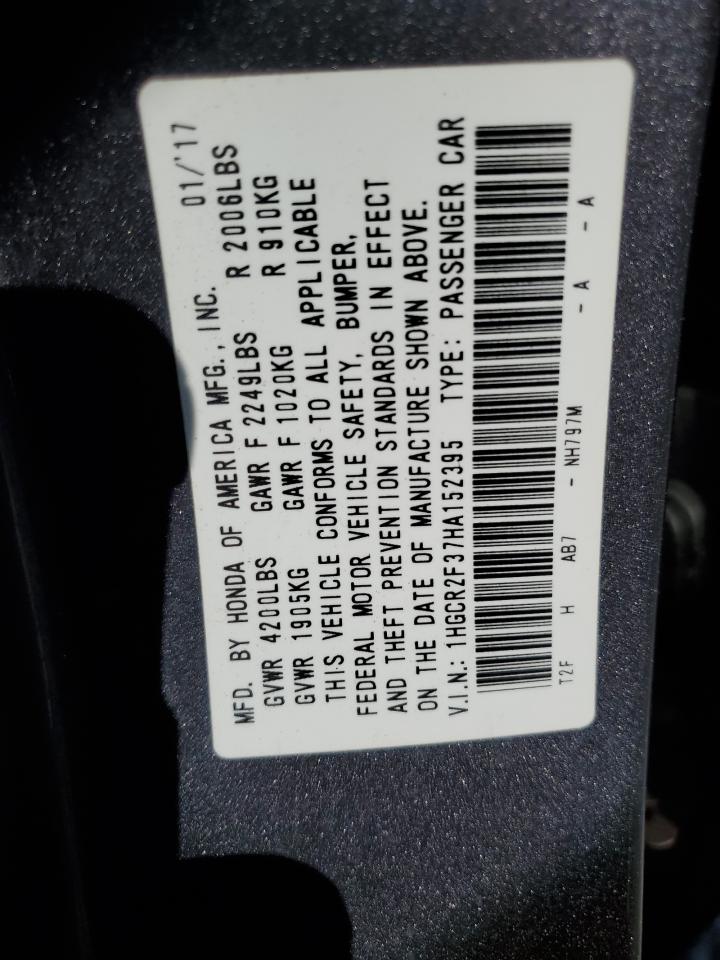 MFD. BY HONDA OF AMERICA MFG., INC. 01/'17
GVWR 4200LBS GAWR F 2249LBS R 2006LBS
GVWR 1905KG GAWR F 1020KG R 910KG
THIS VEHICLE CONFORMS TO ALL APPLICABLE
FEDERAL MOTOR VEHICLE SAFETY, BUMPER,
AND THEFT PREVENTION STANDARDS IN EFFECT
ON THE DATE OF MANUFACTURE SHOWN ABOVE.
V.I.N.: 1HGCR2F37HA152395 TYPE: PASSENGER CAR
T2F H AB7 - NH797M - A - A